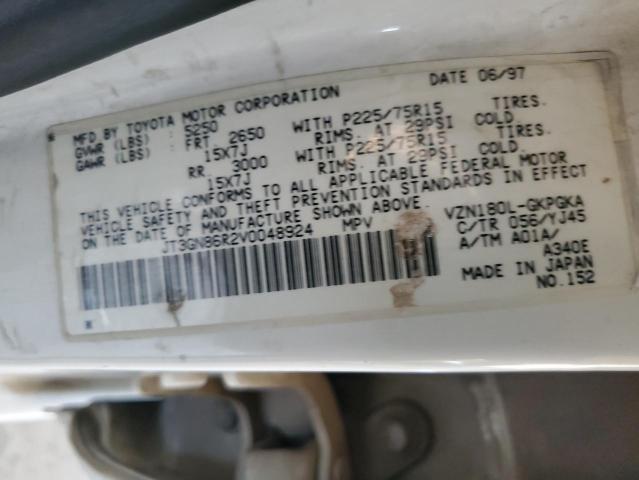 MFD BY TOYOTA MOTOR CORPORATION DATE 06/97
GVWR (LBS) : 5250
GAWR (LBS) : FRT. 2650 WITH P225/75R15 TIRES.
15X7J RIMS. AT 29PSI COLD.
RR. 3000 WITH P225/75R15 TIRES.
15X7J RIMS. AT 29PSI COLD.
THIS VEHICLE CONFORMS TO ALL APPLICABLE FEDERAL MOTOR
VEHICLE SAFETY AND THEFT PREVENTION STANDARDS IN EFFECT
ON THE DATE OF MANUFACTURE SHOWN ABOVE.
JT3GN86R2V0048924 MPV VZN180L-GKPGKA
C/TR 056/YJ45
A/TM A01A/
A340E
MADE IN JAPAN
NO.152